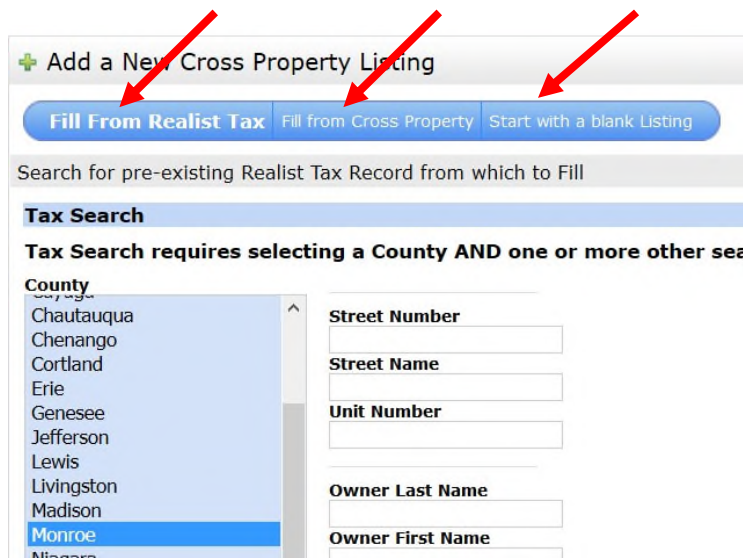 Add a New Cross Property Listing
Fill From Realist Tax Fill from Cross Property Start with a blank Listing
Search for pre-existing Realist Tax Record from which to Fill
Tax Search
Tax Search requires selecting a County AND one or more other sea
County
Cayuga
Chautauqua
Chenango
Cortland
Erie
Genesee
Jefferson
Lewis
Livingston
Madison
Monroe
Niagara
Street Number
Street Name
Unit Number
Owner Last Name
Owner First Name